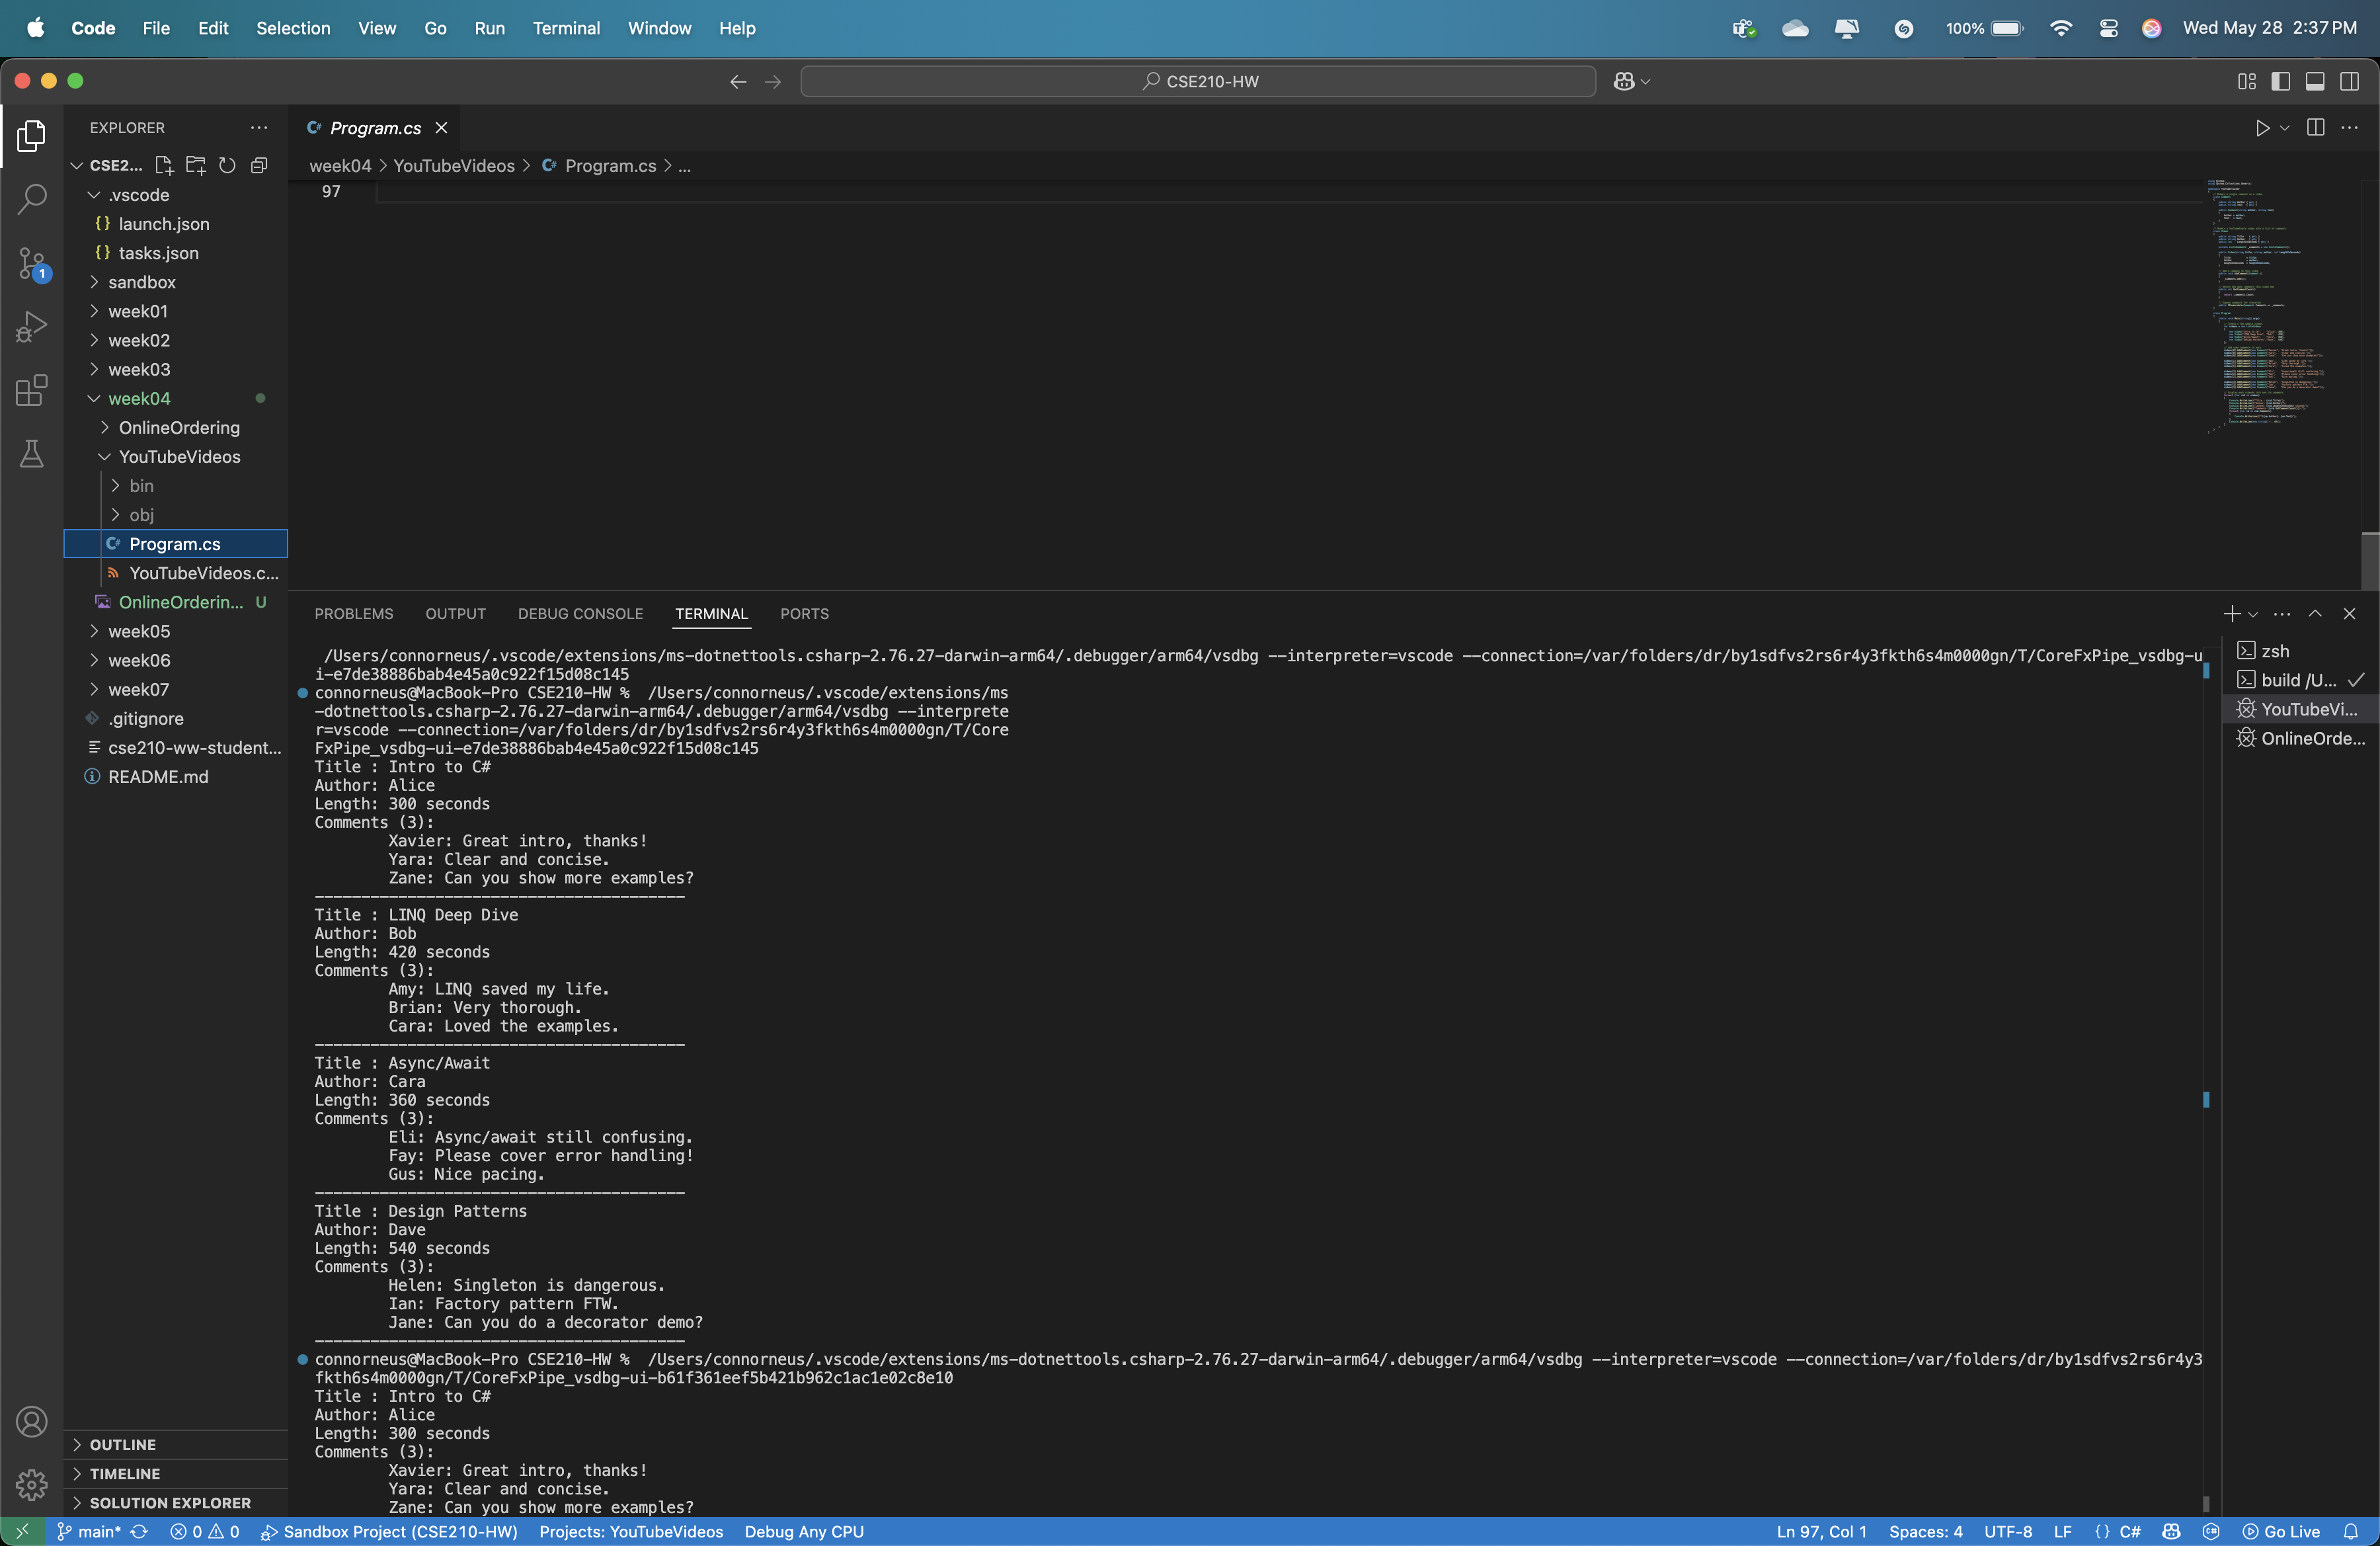 Code File Edit Selection View Go Run Terminal Window Help 100% Wed May 28 2:37 PM
CSE210-HW
EXPLORER
Program.cs
CSE2...
week04 > YouTubeVideos > Program.cs > ...
.vscode
97
launch.json
tasks.json
sandbox
week01
week02
week03
week04
OnlineOrdering
YouTubeVideos
bin
obj
Program.cs
YouTubeVideos.c...
OnlineOrderin... U
week05
week06
week07
.gitignore
cse210-ww-student...
README.md
OUTLINE
TIMELINE
SOLUTION EXPLORER
PROBLEMS OUTPUT DEBUG CONSOLE TERMINAL PORTS
/Users/connorneus/.vscode/extensions/ms-dotnettools.csharp-2.76.27-darwin-arm64/.debugger/arm64/vsdbg --interpreter=vscode --connection=/var/folders/dr/by1sdfvs2rs6r4y3fkth6s4m0000gn/T/CoreFxPipe_vsdbg-u
i-e7de38886bab4e45a0c922f15d08c145
connorneus@MacBook-Pro CSE210-HW % /Users/connorneus/.vscode/extensions/ms
-dotnettools.csharp-2.76.27-darwin-arm64/.debugger/arm64/vsdbg --interprete
r=vscode --connection=/var/folders/dr/by1sdfvs2rs6r4y3fkth6s4m0000gn/T/Core
FxPipe_vsdbg-ui-e7de38886bab4e45a0c922f15d08c145
Title : Intro to C#
Author: Alice
Length: 300 seconds
Comments (3):
Xavier: Great intro, thanks!
Yara: Clear and concise.
Zane: Can you show more examples?
----------------------------------------
Title : LINQ Deep Dive
Author: Bob
Length: 420 seconds
Comments (3):
Amy: LINQ saved my life.
Brian: Very thorough.
Cara: Loved the examples.
----------------------------------------
Title : Async/Await
Author: Cara
Length: 360 seconds
Comments (3):
Eli: Async/await still confusing.
Fay: Please cover error handling!
Gus: Nice pacing.
----------------------------------------
Title : Design Patterns
Author: Dave
Length: 540 seconds
Comments (3):
Helen: Singleton is dangerous.
Ian: Factory pattern FTW.
Jane: Can you do a decorator demo?
----------------------------------------
connorneus@MacBook-Pro CSE210-HW % /Users/connorneus/.vscode/extensions/ms-dotnettools.csharp-2.76.27-darwin-arm64/.debugger/arm64/vsdbg --interpreter=vscode --connection=/var/folders/dr/by1sdfvs2rs6r4y3
fkth6s4m0000gn/T/CoreFxPipe_vsdbg-ui-b61f361eef5b421b962c1ac1e02c8e10
Title : Intro to C#
Author: Alice
Length: 300 seconds
Comments (3):
Xavier: Great intro, thanks!
Yara: Clear and concise.
Zane: Can you show more examples?
zsh
build /U...
YouTubeVi...
OnlineOrde...
main* 0 0 Sandbox Project (CSE210-HW) Projects: YouTubeVideos Debug Any CPU Ln 97, Col 1 Spaces: 4 UTF-8 LF {} C# Go Live